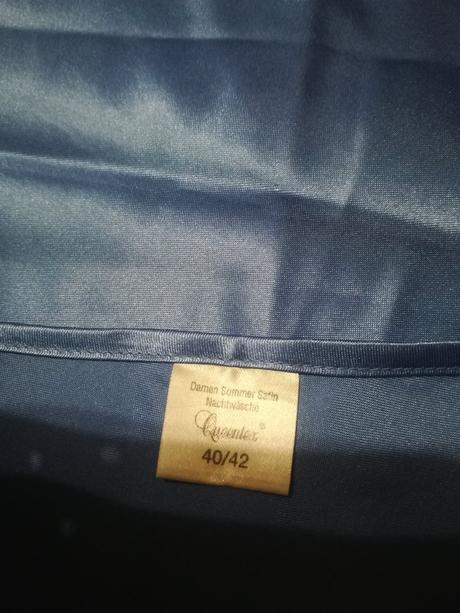 Damen Sommer Satin
Nachtwäsche
Queentex®
40/42